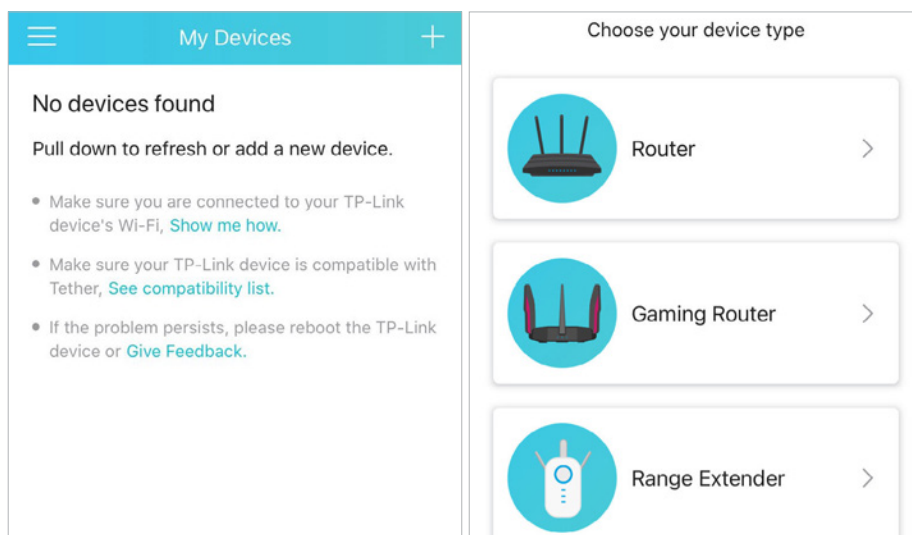 My Devices
No devices found
Pull down to refresh or add a new device.
Make sure you are connected to your TP-Link
device's Wi-Fi, Show me how.
Make sure your TP-Link device is compatible with
Tether, See compatibility list.
If the problem persists, please reboot the TP-Link
device or Give Feedback.
Choose your device type
Router
Gaming Router
Range Extender